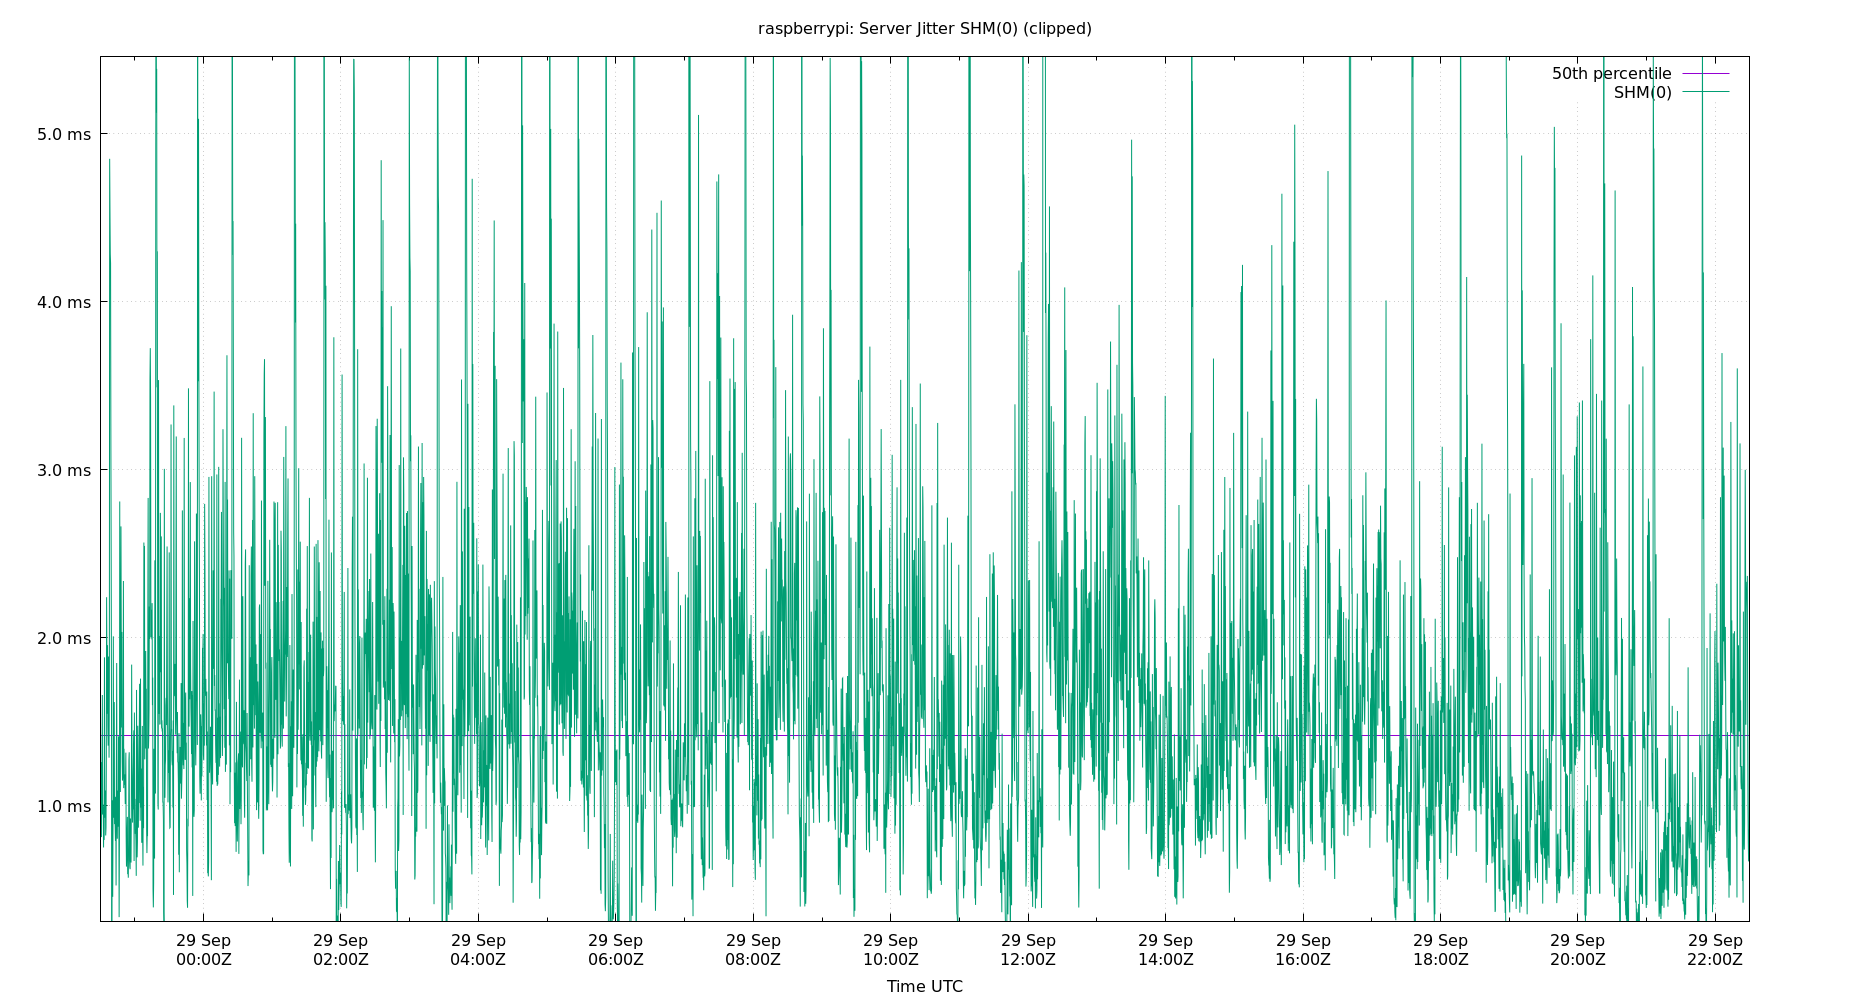 raspberrypi: Server Jitter SHM(0) (clipped)
50th percentile
SHM(0)
5.0 ms
4.0 ms
3.0 ms
2.0 ms
1.0 ms
29 Sep 29 Sep 29 Sep 29 Sep 29 Sep 29 Sep 29 Sep 29 Sep 29 Sep 29 Sep 29 Sep 29 Sep
00:00Z 02:00Z 04:00Z 06:00Z 08:00Z 10:00Z 12:00Z 14:00Z 16:00Z 18:00Z 20:00Z 22:00Z
Time UTC